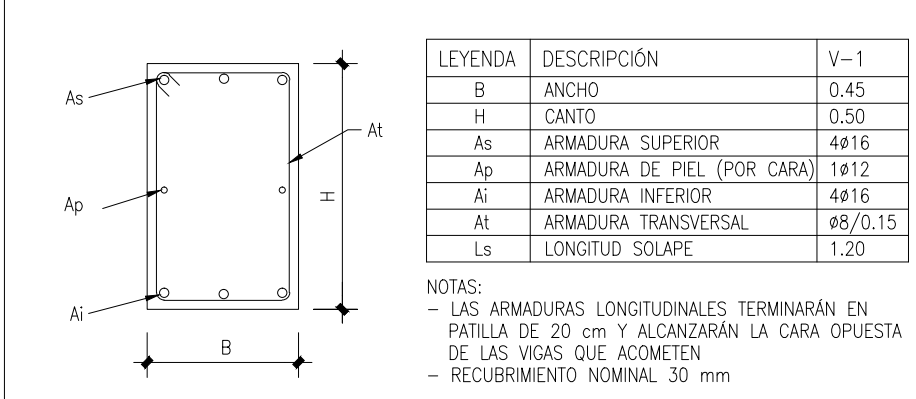 As
Ap
Ai
At
H
B
LEYENDA DESCRIPCIÓN V-1
B ANCHO 0.45
H CANTO 0.50
As ARMADURA SUPERIOR 4ø16
Ap ARMADURA DE PIEL (POR CARA) 1ø12
Ai ARMADURA INFERIOR 4ø16
At ARMADURA TRANSVERSAL ø8/0.15
Ls LONGITUD SOLAPE 1.20
NOTAS:
- LAS ARMADURAS LONGITUDINALES TERMINARÁN EN
PATILLA DE 20 cm Y ALCANZARÁN LA CARA OPUESTA
DE LAS VIGAS QUE ACOMETEN
- RECUBRIMIENTO NOMINAL 30 mm